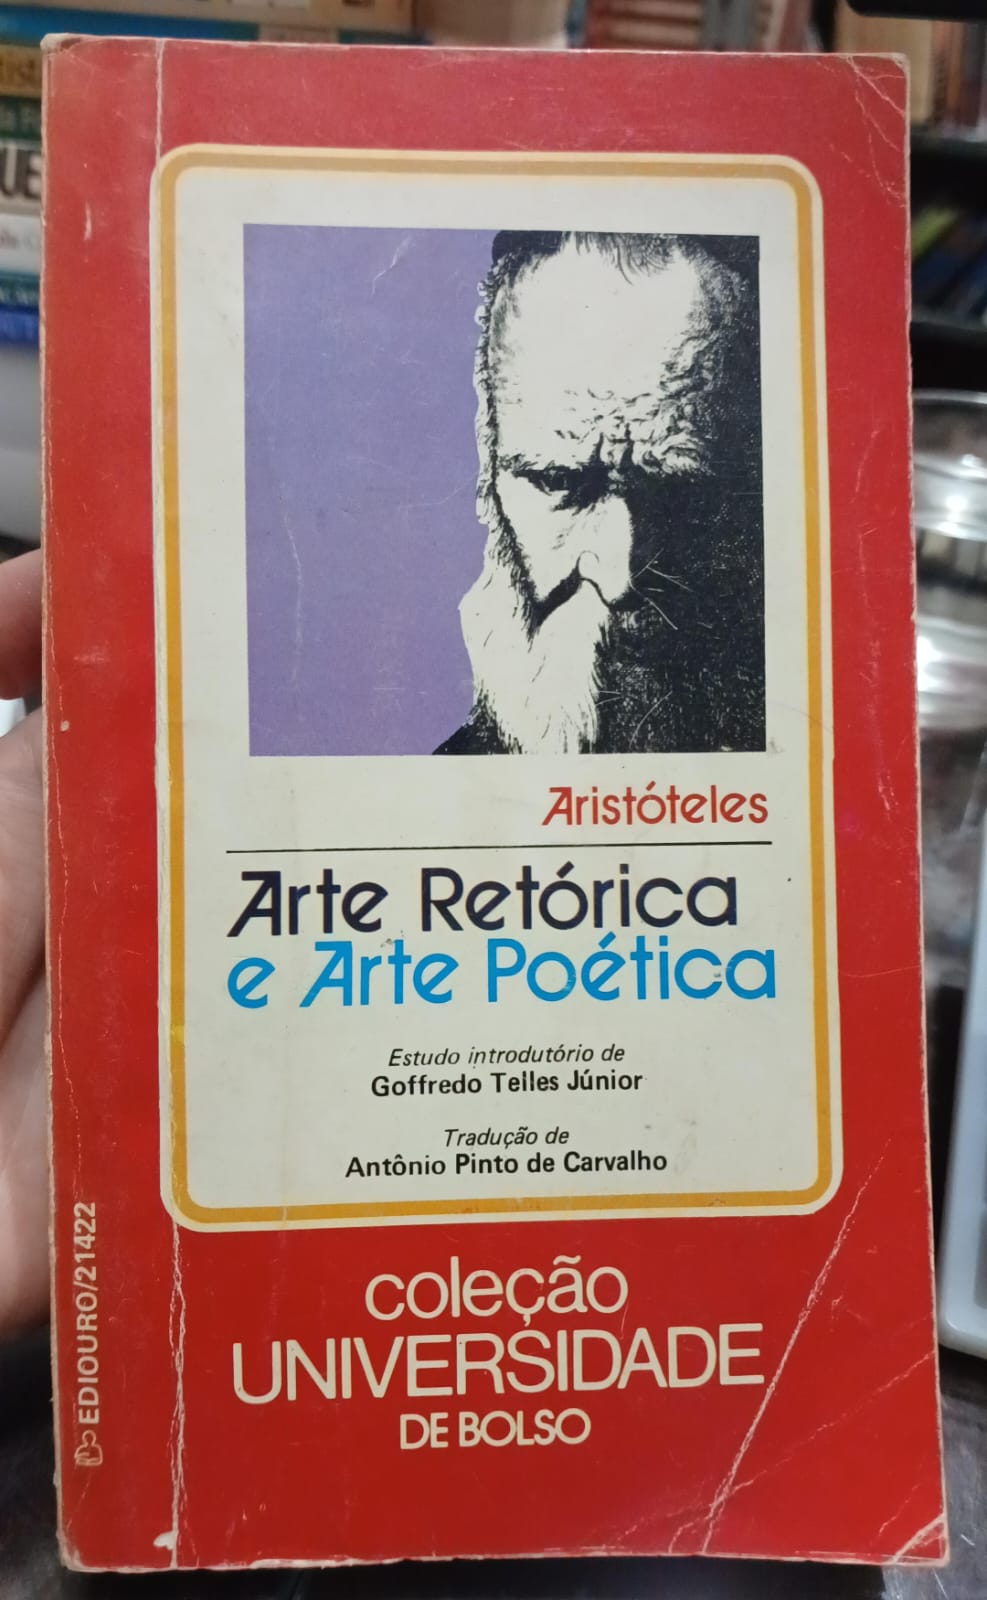 Aristóteles
Arte Retórica
e Arte Poética
Estudo introdutório de
Goffredo Telles Júnior
Tradução de
Antônio Pinto de Carvalho
coleção
UNIVERSIDADE
DE BOLSO
EDIOURO/21422